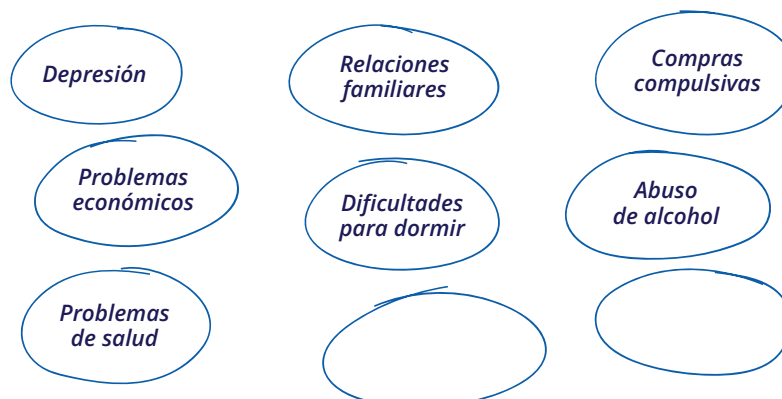 Depresión
Relaciones
familiares
Compras
compulsivas
Problemas
económicos
Dificultades
para dormir
Abuso
de alcohol
Problemas
de salud